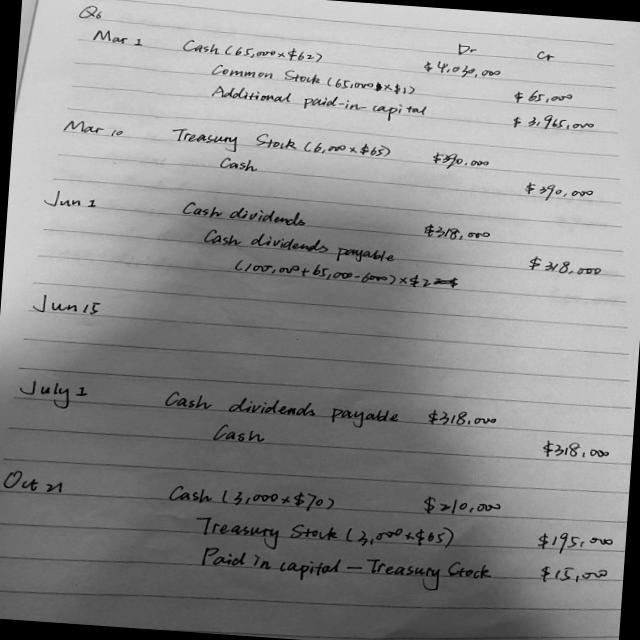 Q6
Dr Cr
Mar 1 Cash (65,000 x $62) $4,030,000
Common Stock (65,000 x $1) $65,000
Additional paid-in-capital $3,965,000
Mar 10 Treasury Stock (6,000 x $65) $390,000
Cash $390,000
Jun 1 Cash dividends $318,000
Cash dividends payable $318,000
(100,000+65,000-6000) x $2
Jun 15
July 1 Cash dividends payable $318,000
Cash $318,000
Oct 21 Cash (3,000 x $70) $210,000
Treasury Stock (3,000 x $65) $195,000
Paid in capital - Treasury Stock $15,000